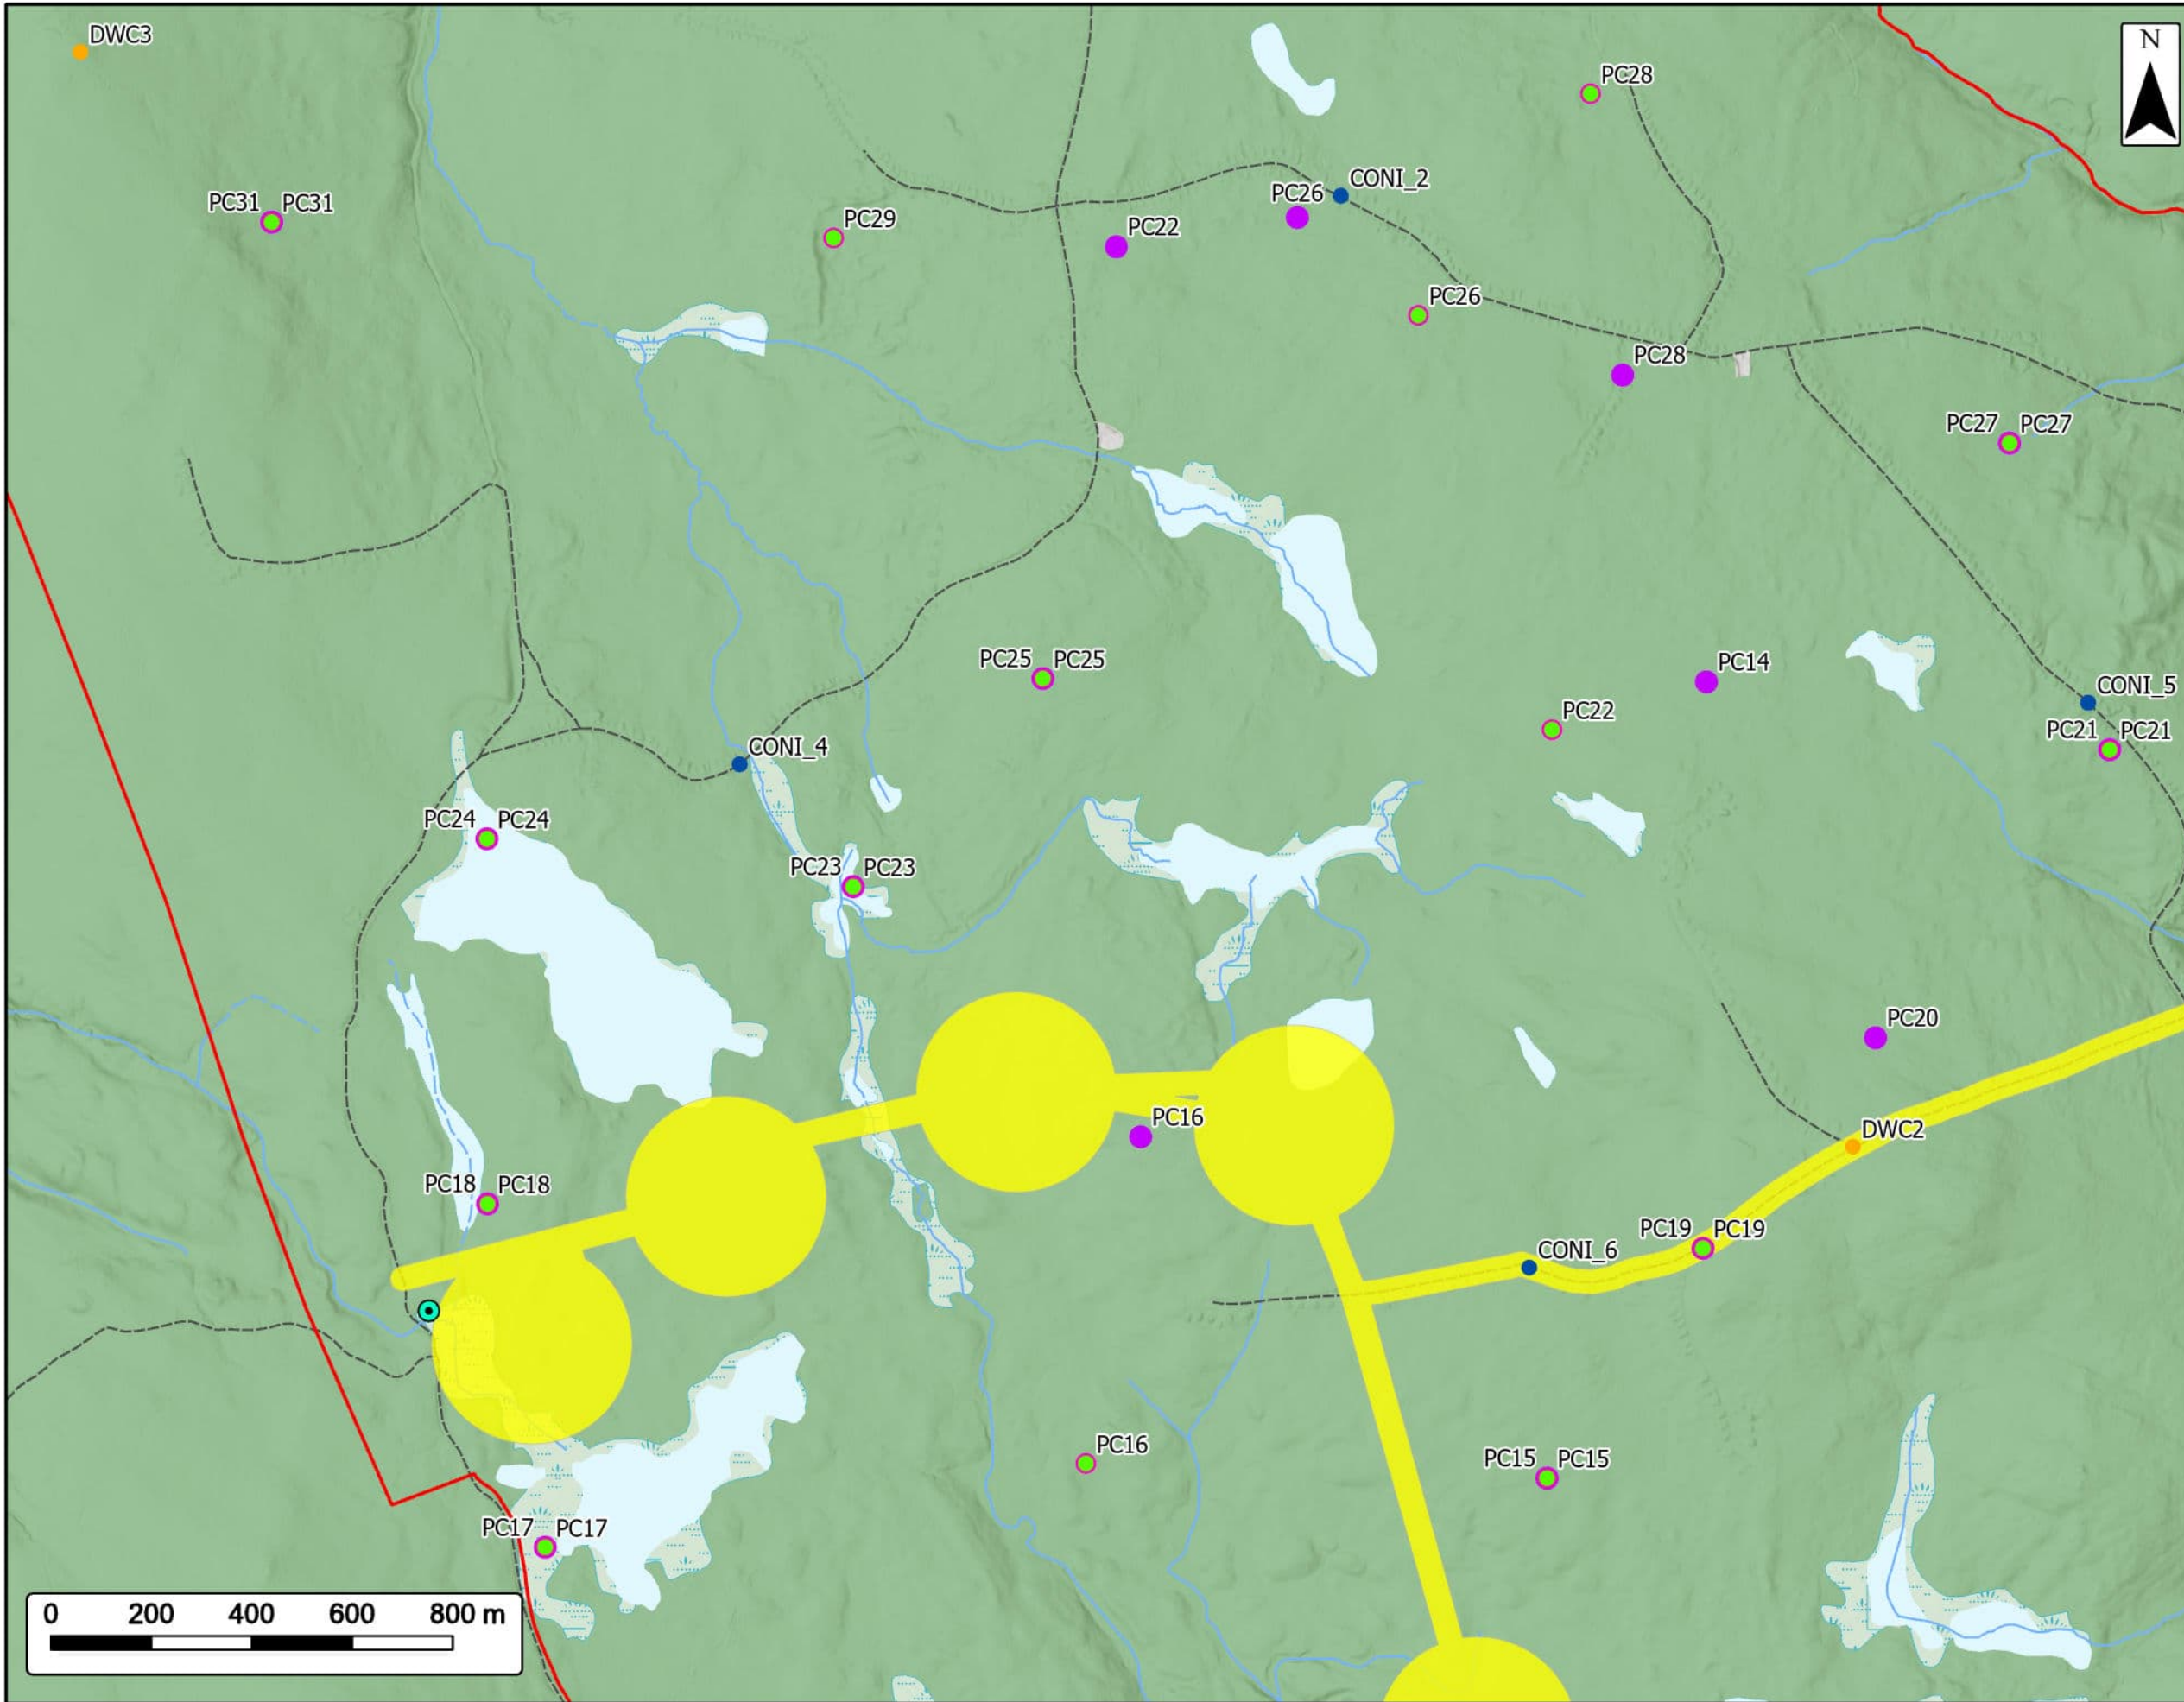 DWC3
N
PC28
CONI_2
PC26
PC31 PC31
PC29
PC22
PC26
PC28
PC27 PC27
PC25 PC25
PC14
CONI_5
PC22
PC21 PC21
CONI_4
PC24 PC24
PC23 PC23
PC20
PC16
DWC2
PC18 PC18
PC19 PC19
CONI_6
PC16
PC15 PC15
PC17 PC17
0 200 400 600 800 m